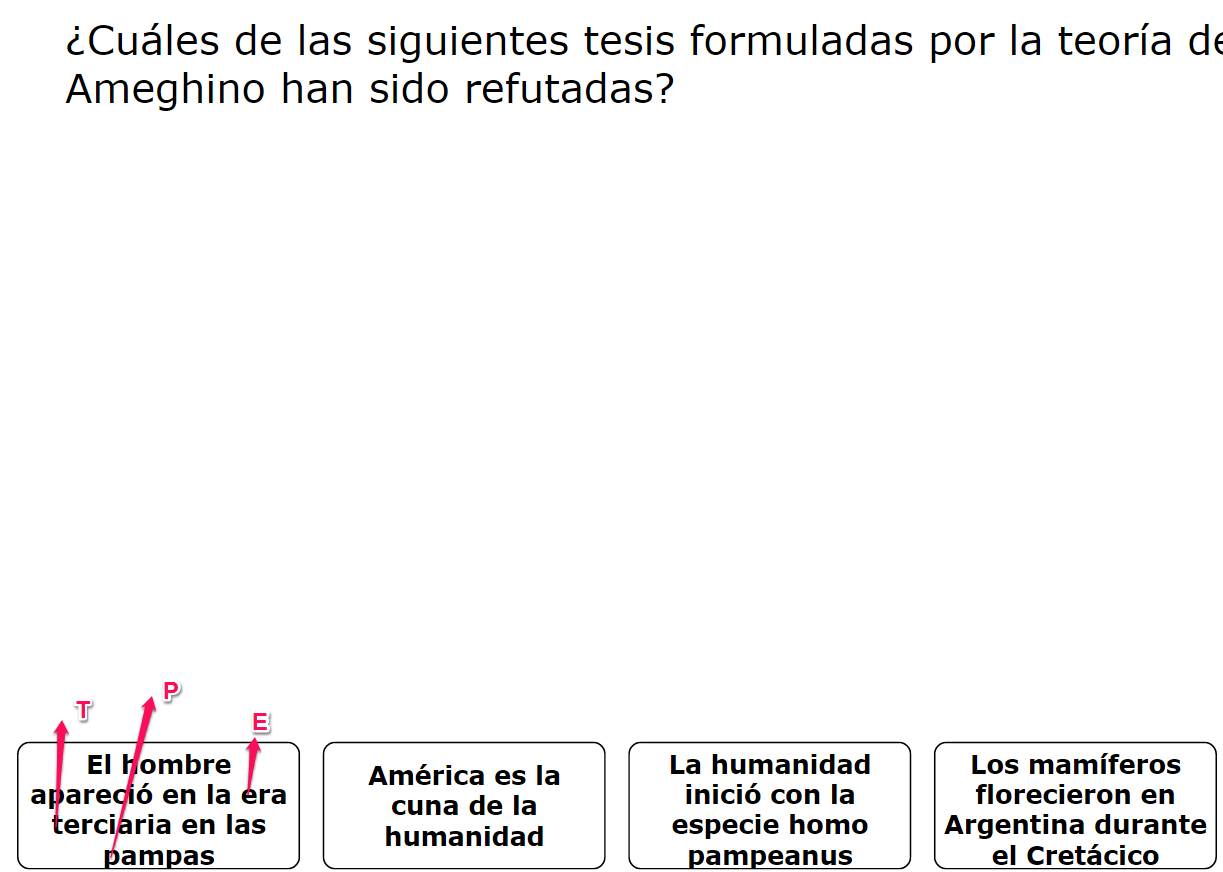 ¿Cuáles de las siguientes tesis formuladas por la teoría de
Ameghino han sido refutadas?
T
P
E
El hombre
apareció en la era
terciaria en las
pampas
América es la
cuna de la
humanidad
La humanidad
inició con la
especie homo
pampeanus
Los mamíferos
florecieron en
Argentina durante
el Cretácico